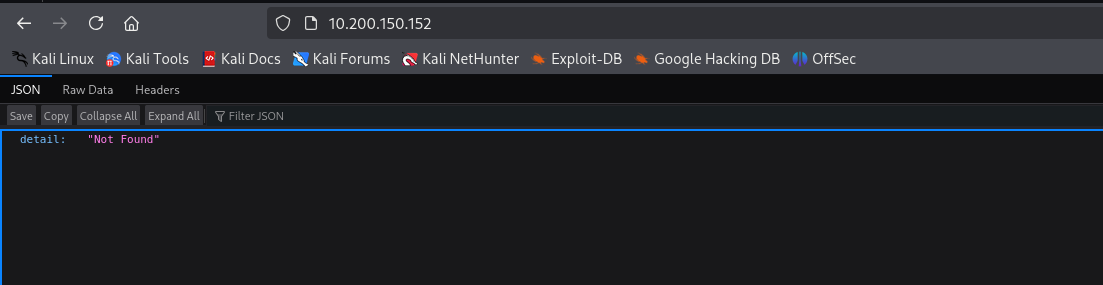 10.200.150.152
Kali Linux Kali Tools Kali Docs Kali Forums Kali NetHunter Exploit-DB Google Hacking DB OffSec
JSON Raw Data Headers
Save Copy Collapse All Expand All Filter JSON
detail: "Not Found"